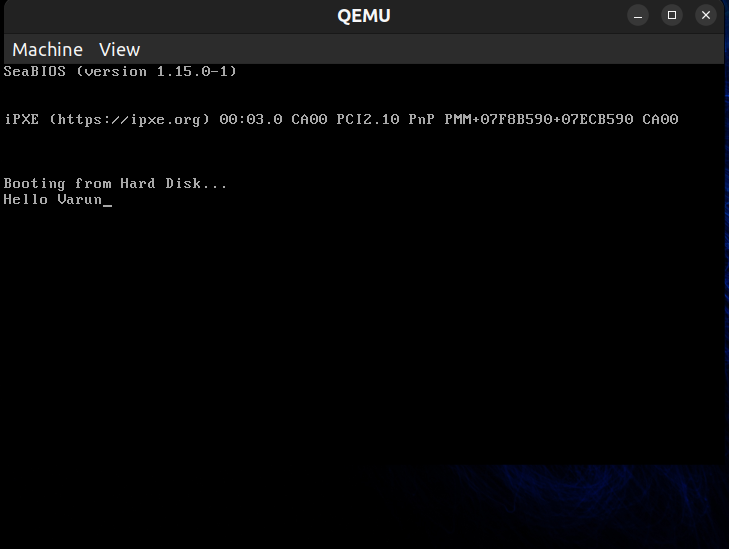 QEMU
Machine View
SeaBIOS (version 1.15.0-1)
iPXE (https://ipxe.org) 00:03.0 CA00 PCI2.10 PnP PMM+07F8B590+07ECB590 CA00
Booting from Hard Disk...
Hello Varun_